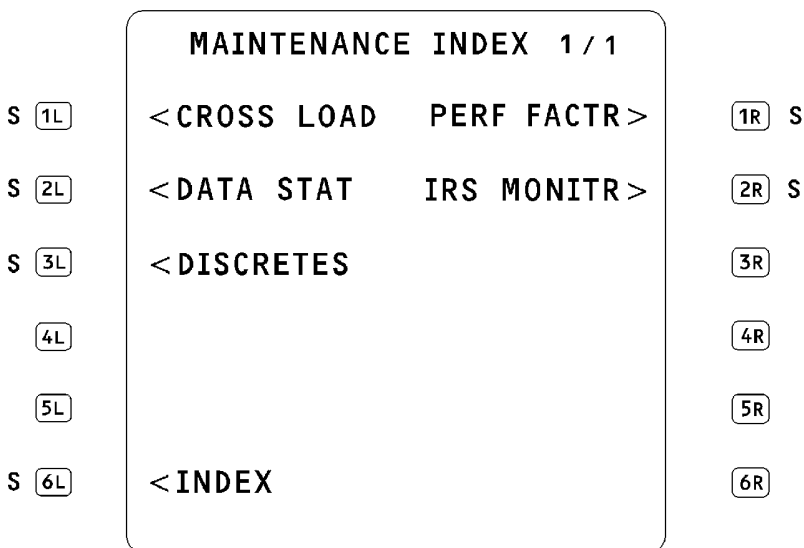 MAINTENANCE INDEX 1/1
S 1L <CROSS LOAD PERF FACTR> 1R S
S 2L <DATA STAT IRS MONITR> 2R S
S 3L <DISCRETES 3R
4L 4R
5L 5R
S 6L <INDEX 6R